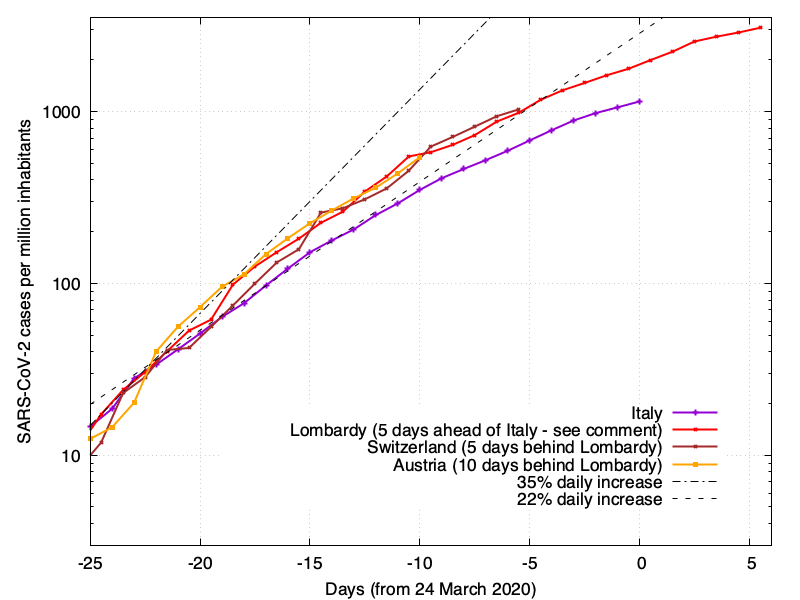 SARS-CoV-2 cases per million inhabitants
1000
100
10
Italy
Lombardy (5 days ahead of Italy - see comment)
Switzerland (5 days behind Lombardy)
Austria (10 days behind Lombardy)
35% daily increase
22% daily increase
-25 -20 -15 -10 -5 0 5
Days (from 24 March 2020)